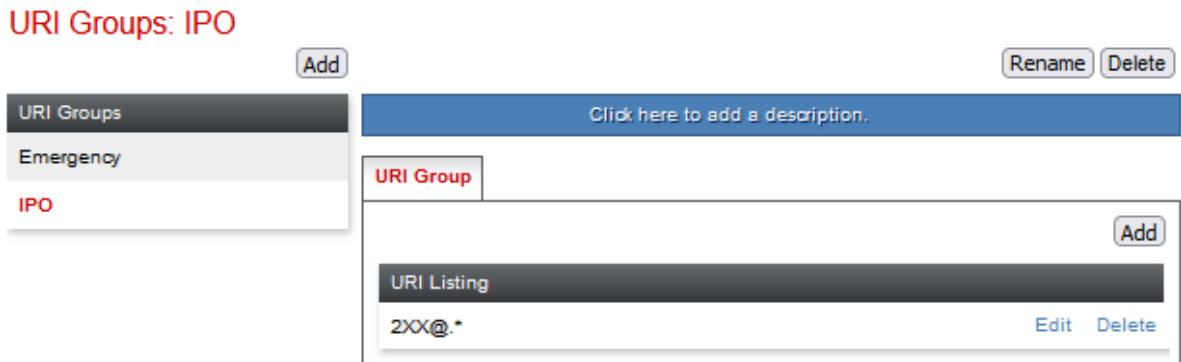 URI Groups: IPO
Add
Rename Delete
URI Groups
Click here to add a description.
Emergency
IPO
URI Group
Add
URI Listing
2XX@.*
Edit Delete